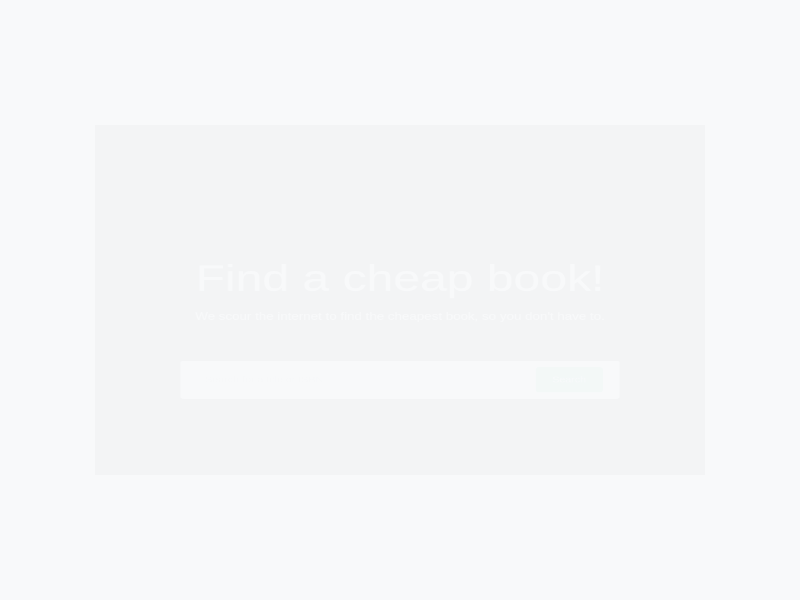 Find a cheap book!
We scour the internet to find the cheapest book, so you don't have to.